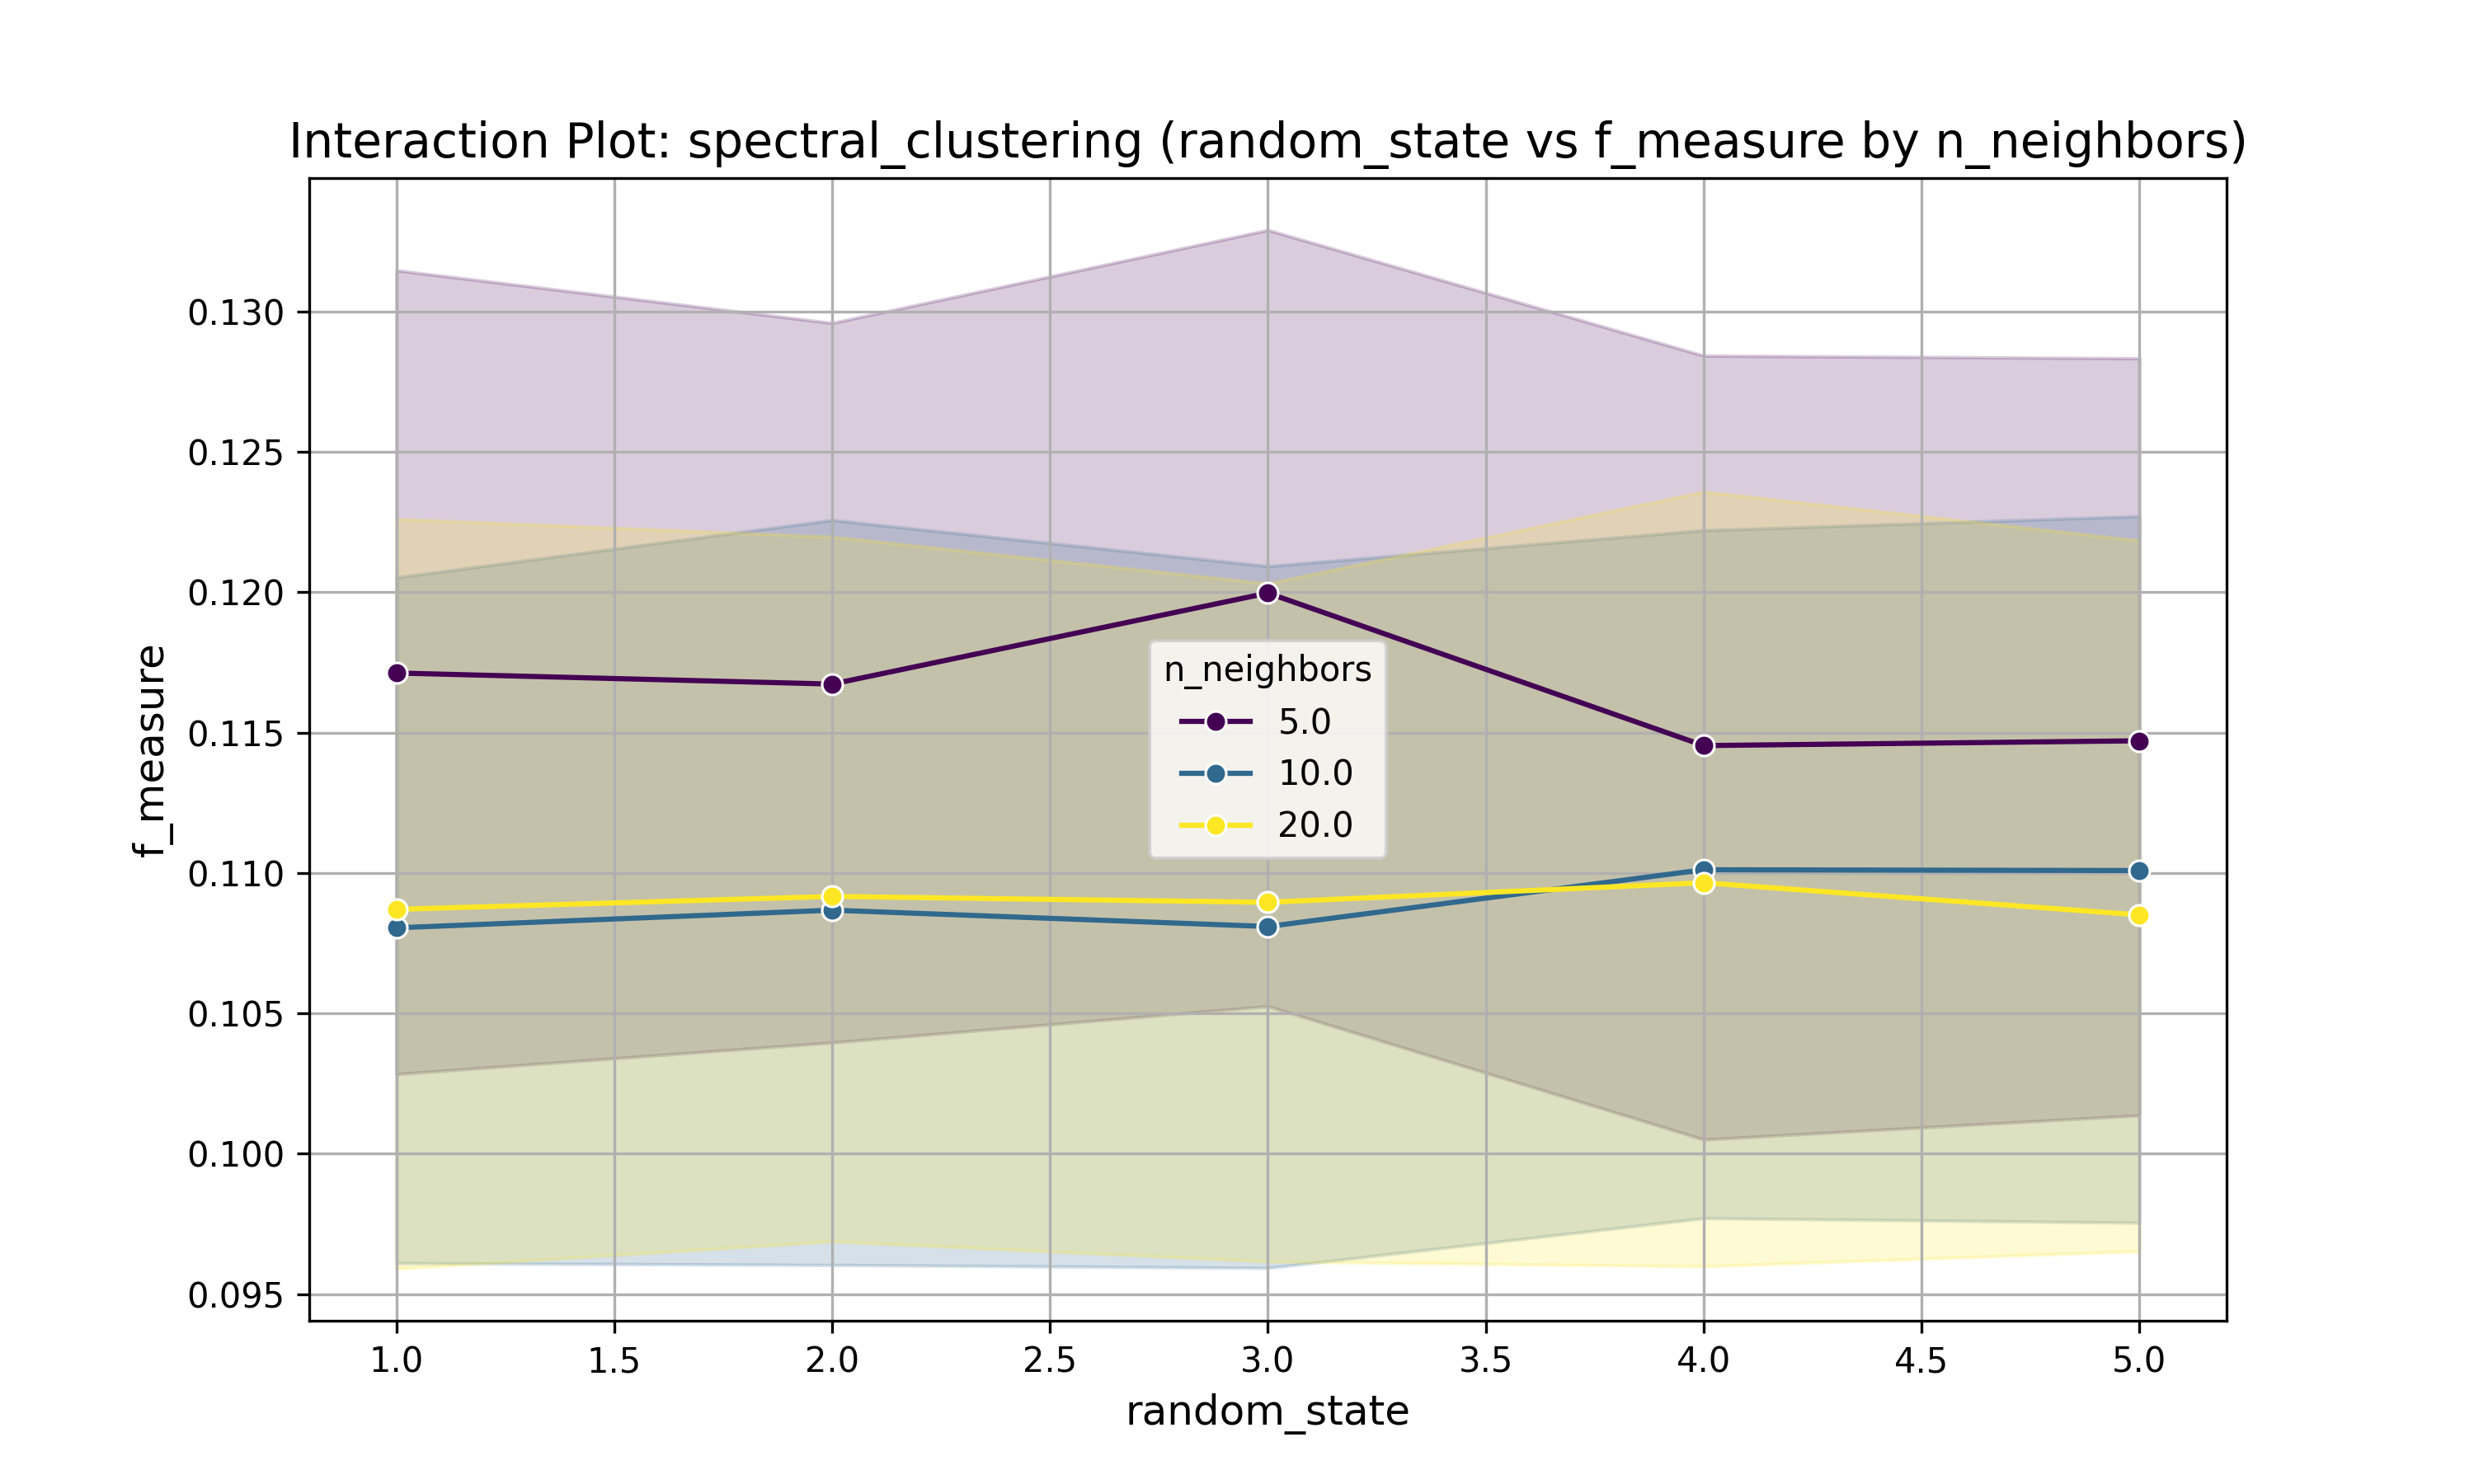 Interaction Plot: spectral_clustering (random_state vs f_measure by n_neighbors)
f_measure
0.130
0.125
0.120
0.115
0.110
0.105
0.100
0.095
n_neighbors
5.0
10.0
20.0
1.0 1.5 2.0 2.5 3.0 3.5 4.0 4.5 5.0
random_state